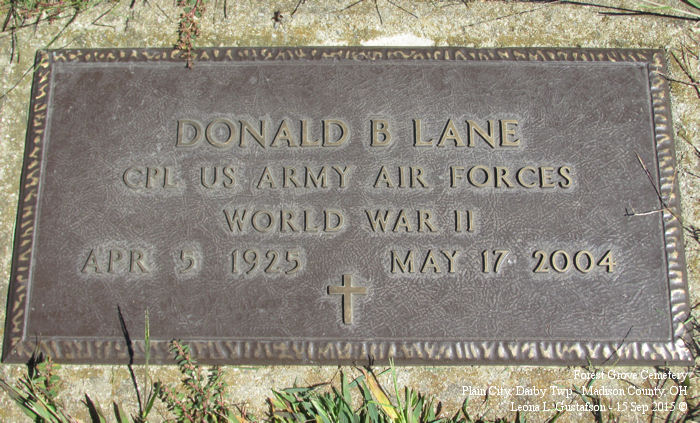 DONALD B LANE
CPL US ARMY AIR FORCES
WORLD WAR II
APR 5 1925 MAY 17 2004
Forest Grove Cemetery
Plain City, Darby Twp., Madison County, OH
Leona L. Gustafson - 15 Sep 2015 ©